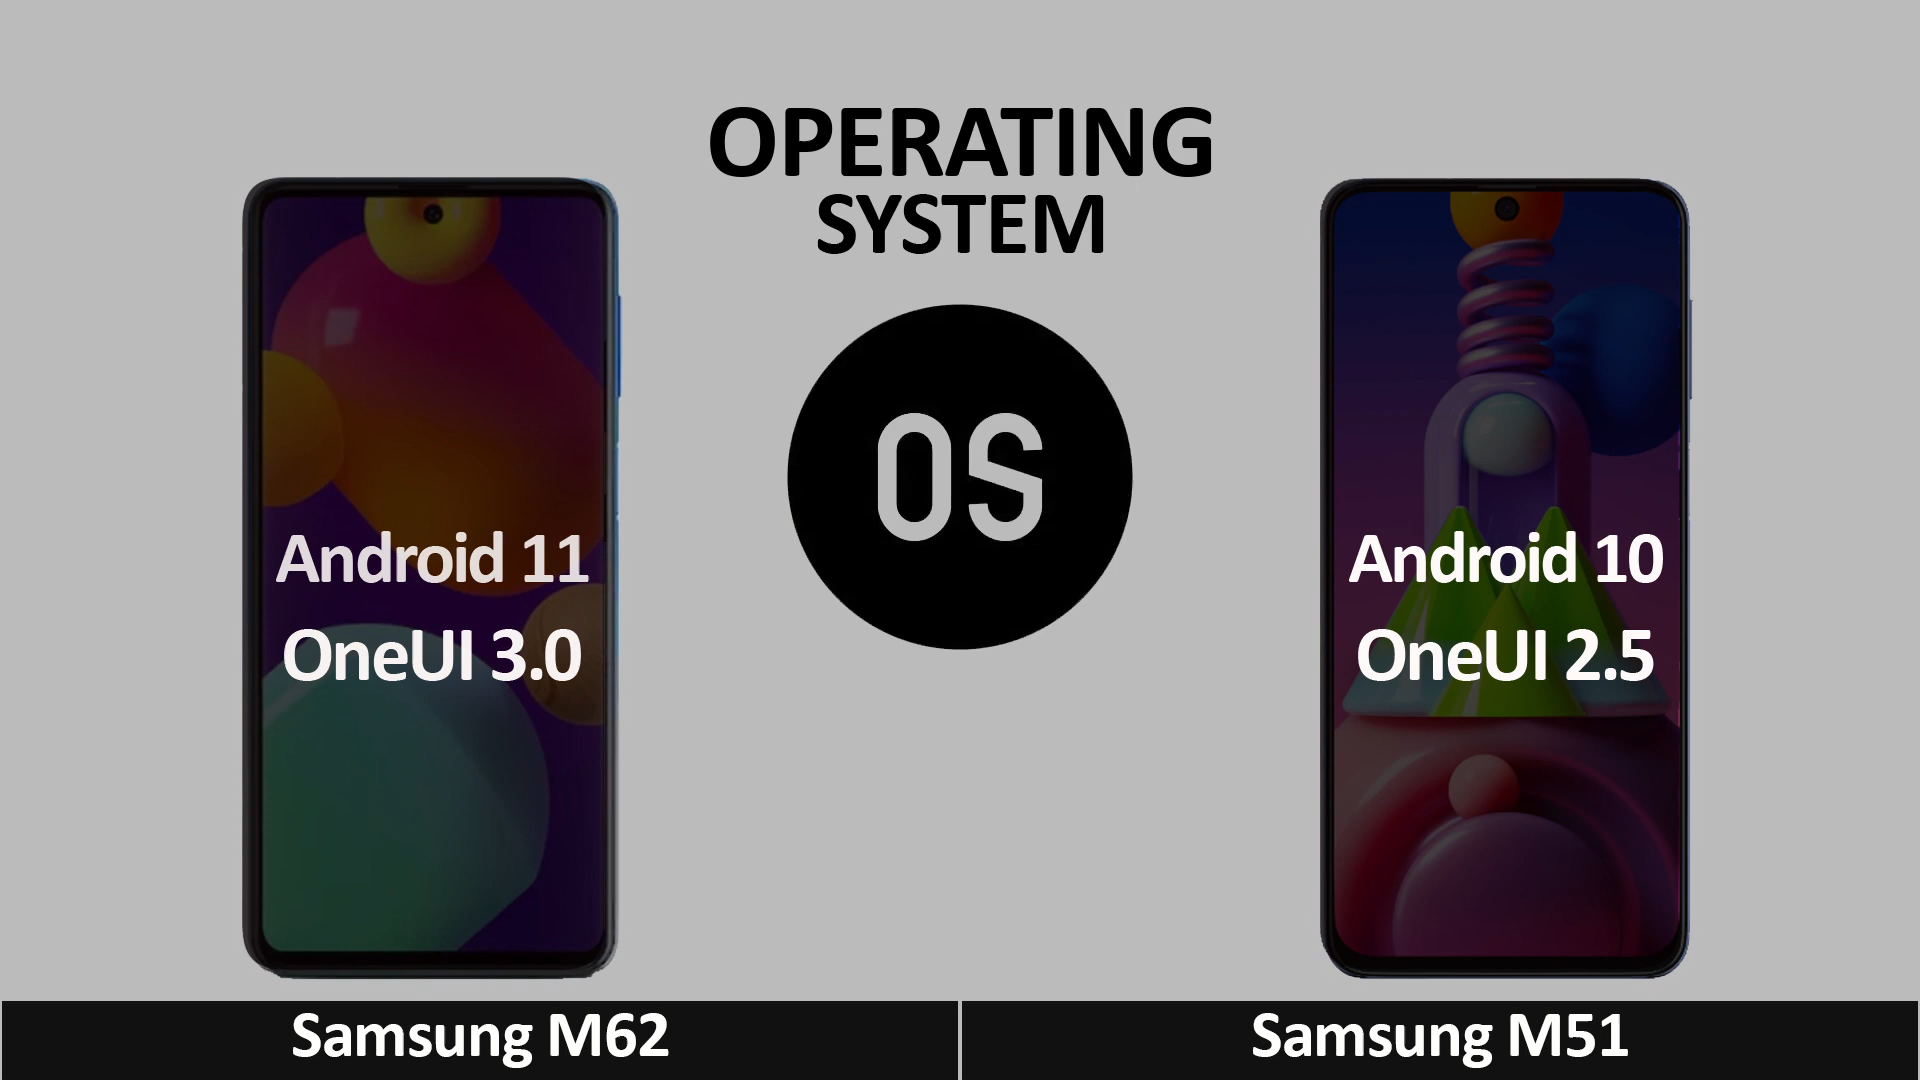 OPERATING
SYSTEM
OS
Android 11
OneUI 3.0
Android 10
OneUI 2.5
Samsung M62
Samsung M51